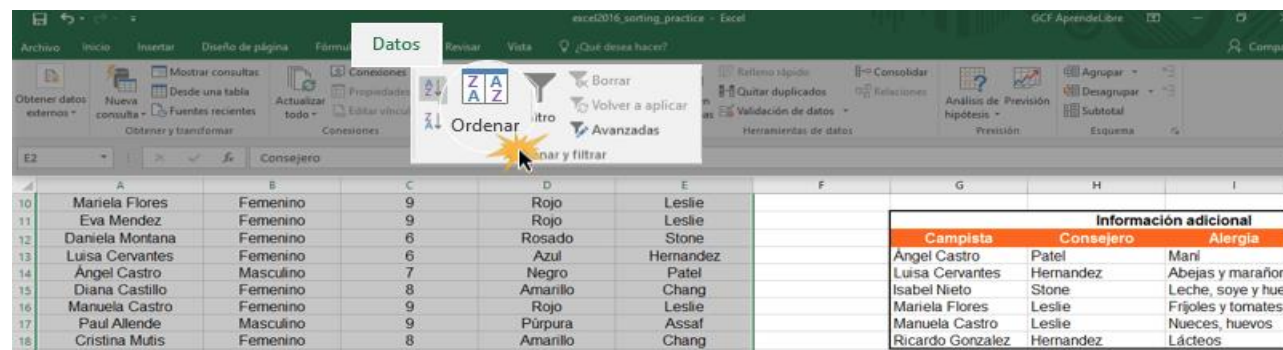 excel2016_sorting_practice - Excel
GCF AprendeLibre
Archivo Inicio Insertar Diseño de página Fórmul Datos Revisar Vista ¿Qué desea hacer? Compa
Obtener datos externos
Nueva consulta
Mostrar consultas
Desde una tabla
Fuentes recientes
Obtener y transformar
Actualizar todo
Conexiones
Propiedades
Editar víncul
Conexiones
Ordenar
Borrar
Volver a aplicar
Avanzadas
nar y filtrar
Relleno rápido
Quitar duplicados
Validación de datos
Consolidar
Relaciones
Herramientas de datos
Análisis de hipótesis
Previsión
Previsión
Agrupar
Desagrupar
Subtotal
Esquema
E2 fx Consejero
A B C D E F G H I
10 Mariela Flores Femenino 9 Rojo Leslie
11 Eva Mendez Femenino 9 Rojo Leslie Información adicional
12 Daniela Montana Femenino 6 Rosado Stone Campista Consejero Alergia
13 Luisa Cervantes Femenino 6 Azul Hernandez Ángel Castro Patel Maní
14 Ángel Castro Masculino 7 Negro Patel Luisa Cervantes Hernandez Abejas y marañon
15 Diana Castillo Femenino 8 Amarillo Chang Isabel Nieto Stone Leche, soye y hue
16 Manuela Castro Femenino 9 Rojo Leslie Mariela Flores Leslie Frijoles y tomates
17 Paul Allende Masculino 9 Púrpura Assaf Manuela Castro Leslie Nueces, huevos
18 Cristina Mutis Femenino 8 Amarillo Chang Ricardo Gonzalez Hernandez Lácteos